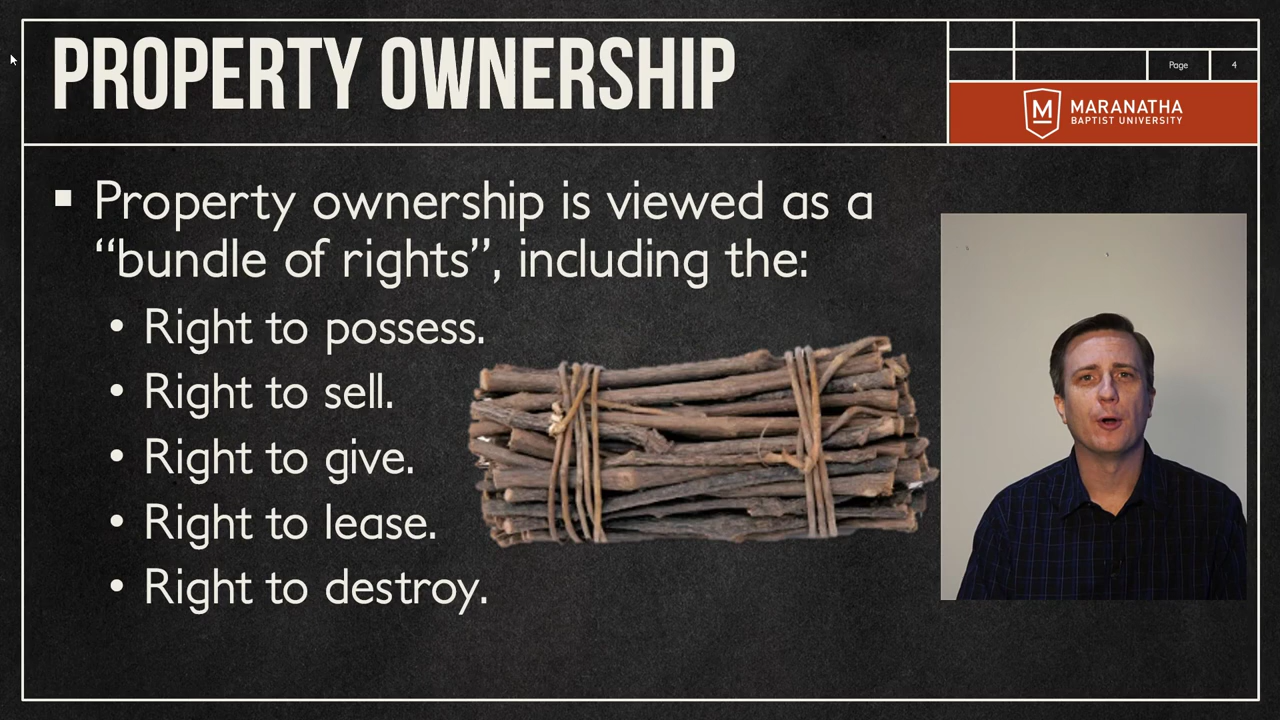 PROPERTY OWNERSHIP
Page 4
MARANATHA
BAPTIST UNIVERSITY
▪ Property ownership is viewed as a
“bundle of rights”, including the:
• Right to possess.
• Right to sell.
• Right to give.
• Right to lease.
• Right to destroy.